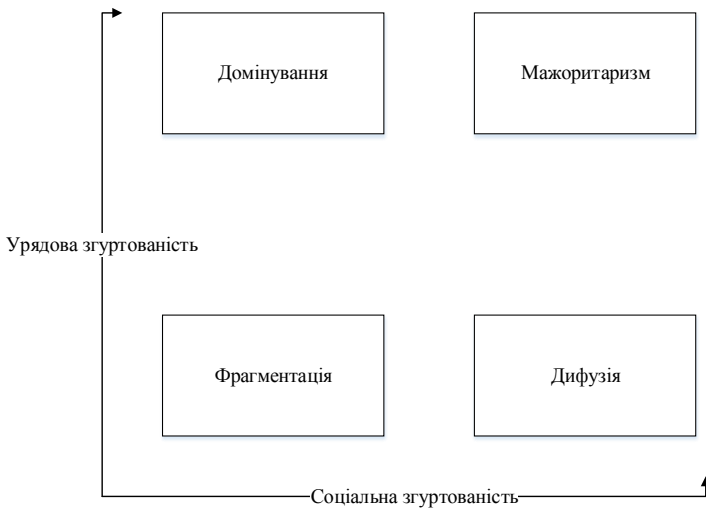 Домінування
Мажоритаризм
Урядова згуртованість
Фрагментація
Дифузія
Соціальна згуртованість